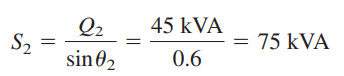 S₂ = Q₂ / sin θ₂ = 45 kVA / 0.6 = 75 kVA